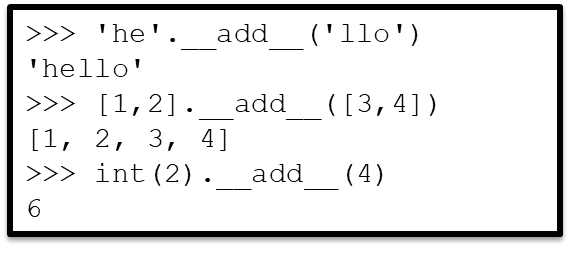 >>> 'he'.__add__('llo')
'hello'
>>> [1,2].__add__([3,4])
[1, 2, 3, 4]
>>> int(2).__add__(4)
6